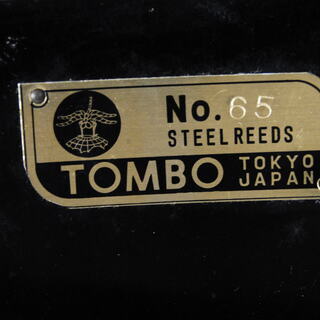 No. 65
STEEL REEDS
TOMBO TOKYO
JAPAN